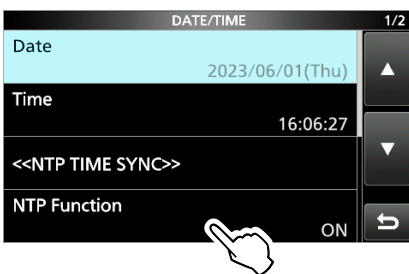 DATE/TIME 1/2
Date
2023/06/01(Thu)
Time
16:06:27
<<NTP TIME SYNC>>
NTP Function
ON